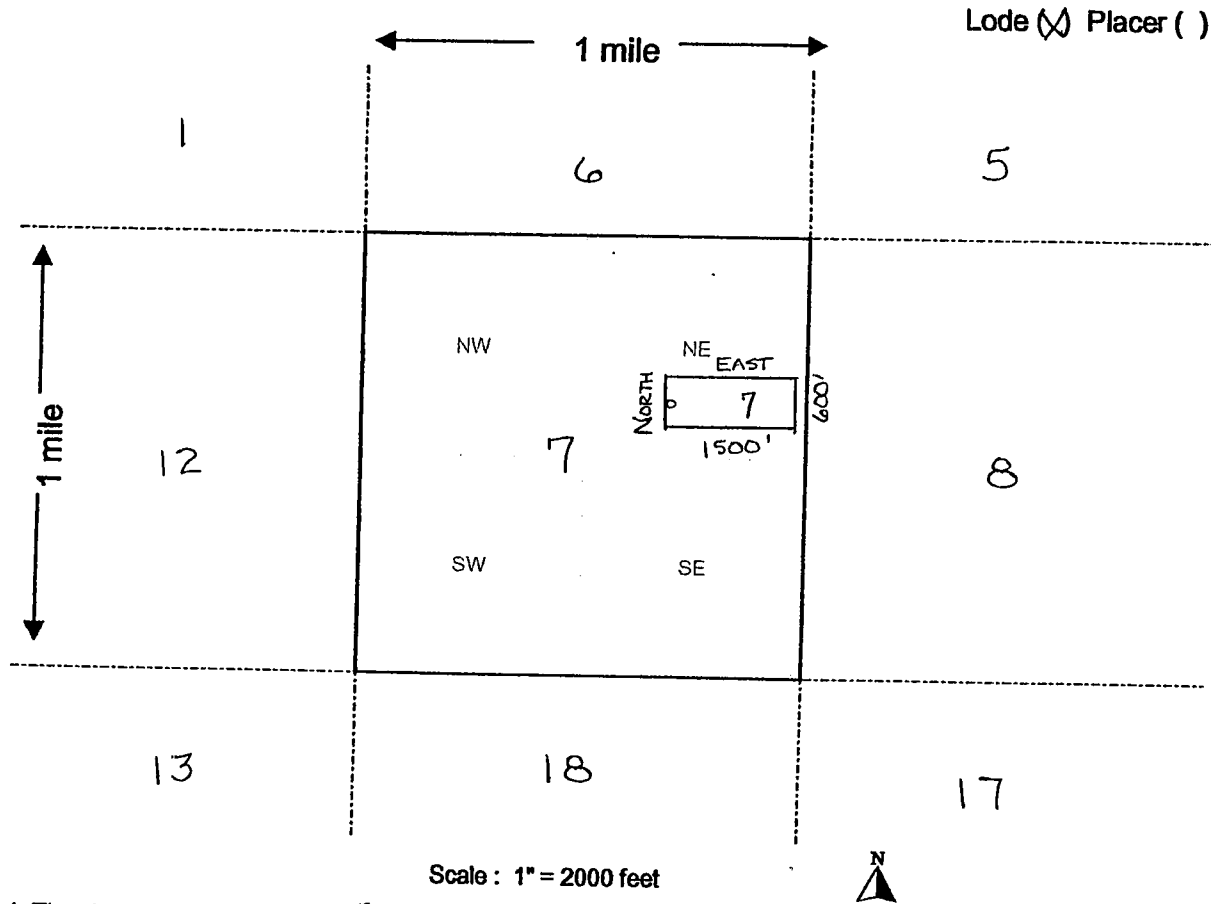 Lode (X) Placer ( )
1 mile
1
6
5
1 mile
NW
NE
EAST
NORTH
7
600'
1500'
12
7
8
SW
SE
13
18
17
Scale : 1" = 2000 feet
N